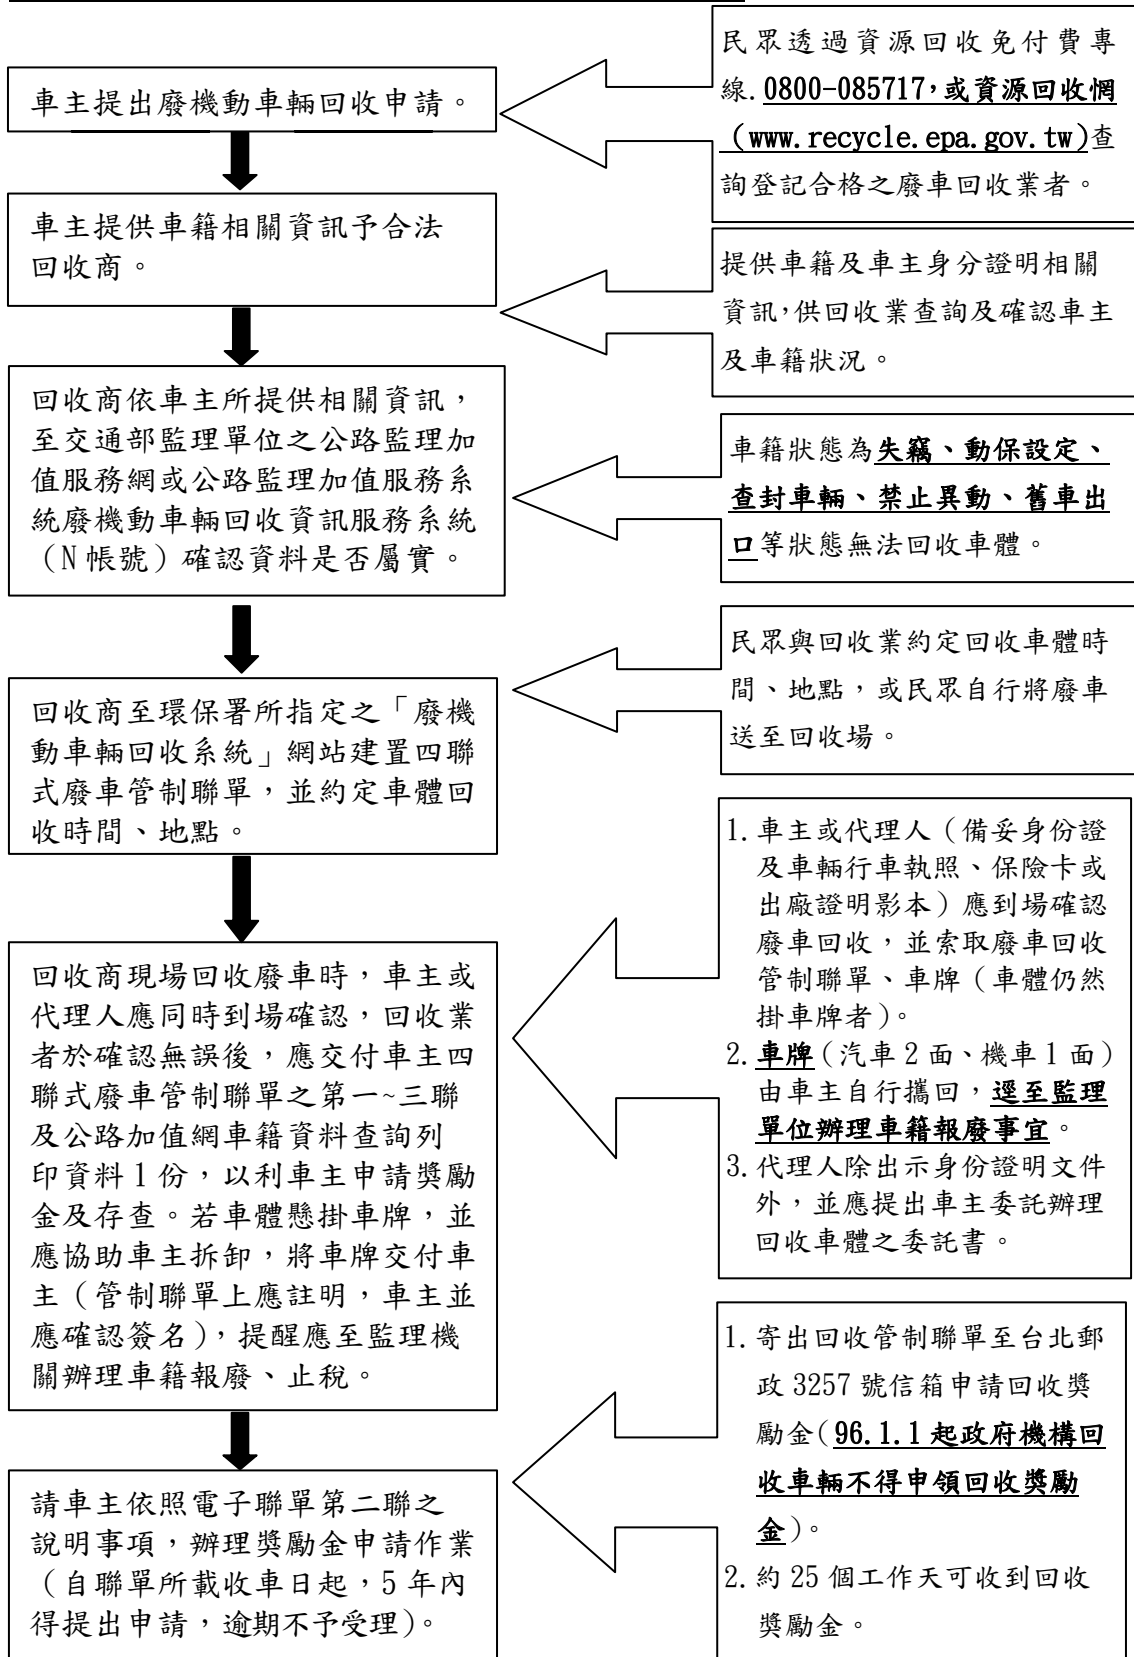 車主提出廢機動車輛回收申請。
民眾透過資源回收免付費專
線.0800-085717，或資源回收惘
（www.recycle.epa.gov.tw)查
詢登記合格之廢車回收業者。
車主提供車籍相關資訊予合法
回收商。
提供車籍及車主身分證明相關
資訊，供回收業查詢及確認車主
及車籍狀況。
回收商依車主所提供相關資訊，
至交通部監理單位之公路監理加
值服務網或公路監理加值服務系
統廢機動車輛回收資訊服務系統
（N帳號）確認資料是否屬實。
車籍狀態為失竊、動保設定、
查封車輛、禁止異動、舊車出
口等狀態無法回收車體。
民眾與回收業約定回收車體時
間、地點，或民眾自行將廢車
送至回收場。
回收商至環保署所指定之「廢機
動車輛回收系統」網站建置四聯
式廢車管制聯單，並約定車體回
收時間、地點。
1.車主或代理人（備妥身份證
及車輛行車執照、保險卡或
出廠證明影本）應到場確認
廢車回收，並索取廢車回收
管制聯單、車牌（車體仍然
掛車牌者）。
2.車牌（汽車2面、機車1面）
由車主自行攜回，逕至監理
單位辦理車籍報廢事宜。
3.代理人除出示身份證明文件
外，並應提出車主委託辦理
回收車體之委託書。
回收商現場回收廢車時，車主或
代理人應同時到場確認，回收業
者於確認無誤後，應交付車主四
聯式廢車管制聯單之第一~三聯
及公路加值網車籍資料查詢列
印資料1份，以利車主申請獎勵
金及存查。若車體懸掛車牌，並
應協助車主拆卸，將車牌交付車
主（管制聯單上應註明，車主並
應確認簽名），提醒應至監理機
關辦理車籍報廢、止稅。
1.寄出回收管制聯單至台北郵
政3257號信箱申請回收獎
勵金（96.1.1起政府機構回
收車輛不得申領回收獎勵
金）。
2.約25個工作天可收到回收
獎勵金。
請車主依照電子聯單第二聯之
說明事項，辦理獎勵金申請作業
（自聯單所載收車日起，5年內
得提出申請，逾期不予受理）。